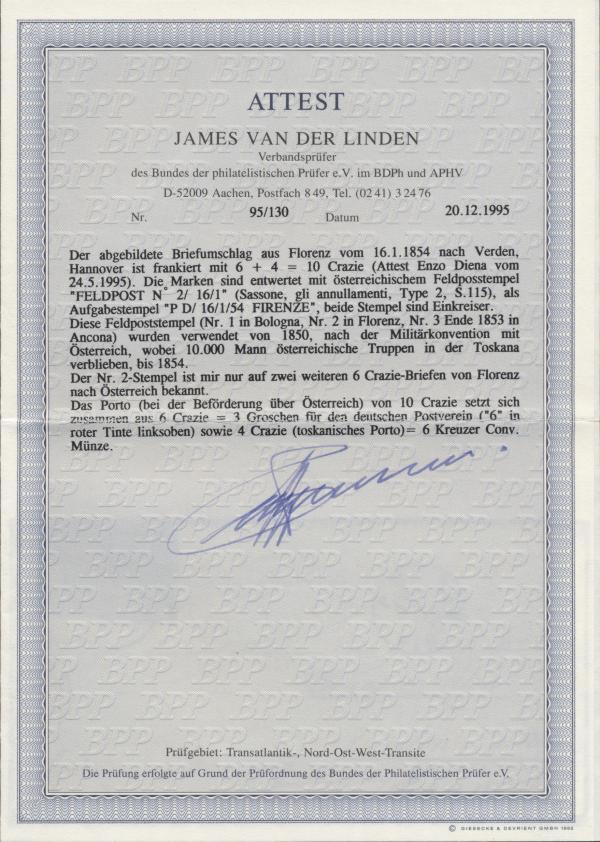 ATTEST
JAMES VAN DER LINDEN
Verbandsprüfer
des Bundes der philatelistischen Prüfer e.V. im BDPh und APHV
D-52009 Aachen, Postfach 8 49, Tel. (02 41) 3 24 76
Nr. 95/130 Datum 20.12.1995
Der abgebildete Briefumschlag aus Florenz vom 16.1.1854 nach Verden,
Hannover ist frankiert mit 6 + 4 = 10 Crazie (Attest Enzo Diena vom
24.5.1995). Die Marken sind entwertet mit österreichischem Feldposstempel
"FELDPOST N° 2/ 16/1" (Sassone, gli annullamenti, Type 2, S.115), als
Aufgabestempel "P D/ 16/1/54 FIRENZE", beide Stempel sind Einkreiser.
Diese Feldpoststempel (Nr. 1 in Bologna, Nr. 2 in Florenz, Nr. 3 Ende 1853 in
Ancona) wurden verwendet von 1850, nach der Militärkonvention mit
Österreich, wobei 10.000 Mann österreichische Truppen in der Toskana
verblieben, bis 1854.
Der Nr. 2-Stempel ist mir nur auf zwei weiteren 6 Crazie-Briefen von Florenz
nach Österreich bekannt.
Das Porto (bei der Beförderung über Österreich) von 10 Crazie setzt sich
zusammen aus 6 Crazie = 3 Groschen für den deutschen Postverein ("6" in
roter Tinte linksoben) sowie 4 Crazie (toskanisches Porto)= 6 Kreuzer Conv.
Münze.
Prüfgebiet: Transatlantik-, Nord-Ost-West-Transite
Die Prüfung erfolgte auf Grund der Prüfordnung des Bundes der Philatelistischen Prüfer e.V.
© GIESECKE & DEVRIENT GMBH